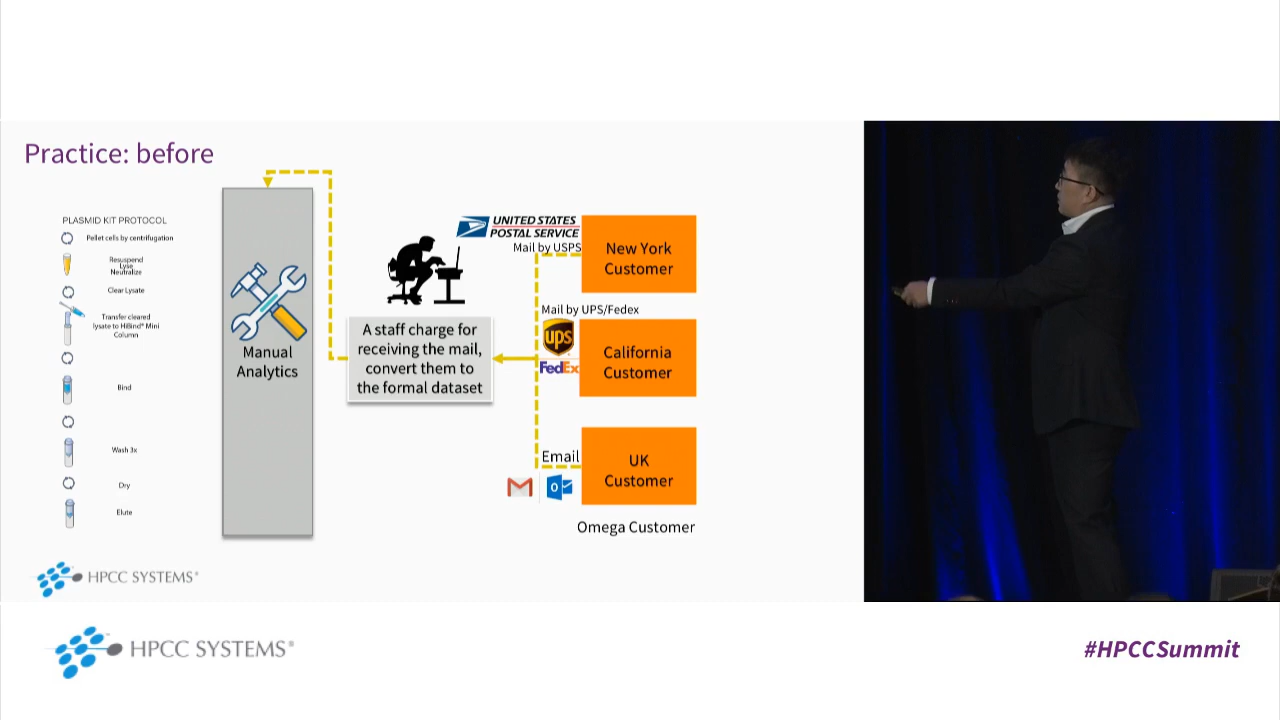 Practice: before
PLASMID KIT PROTOCOL
Pellet cells by centrifugation
Resuspend
Lyse
Neutralize
Clear Lysate
Transfer cleared
lysate to HiBind® Mini
Column
Bind
Wash 3x
Dry
Elute
Manual
Analytics
A staff charge for
receiving the mail,
convert them to
the formal dataset
UNITED STATES
POSTAL SERVICE
Mail by USPS
New York
Customer
Mail by UPS/Fedex
ups
FedEx
California
Customer
Email
UK
Customer
Omega Customer
HPCC SYSTEMS®
HPCC SYSTEMS®
#HPCCSummit